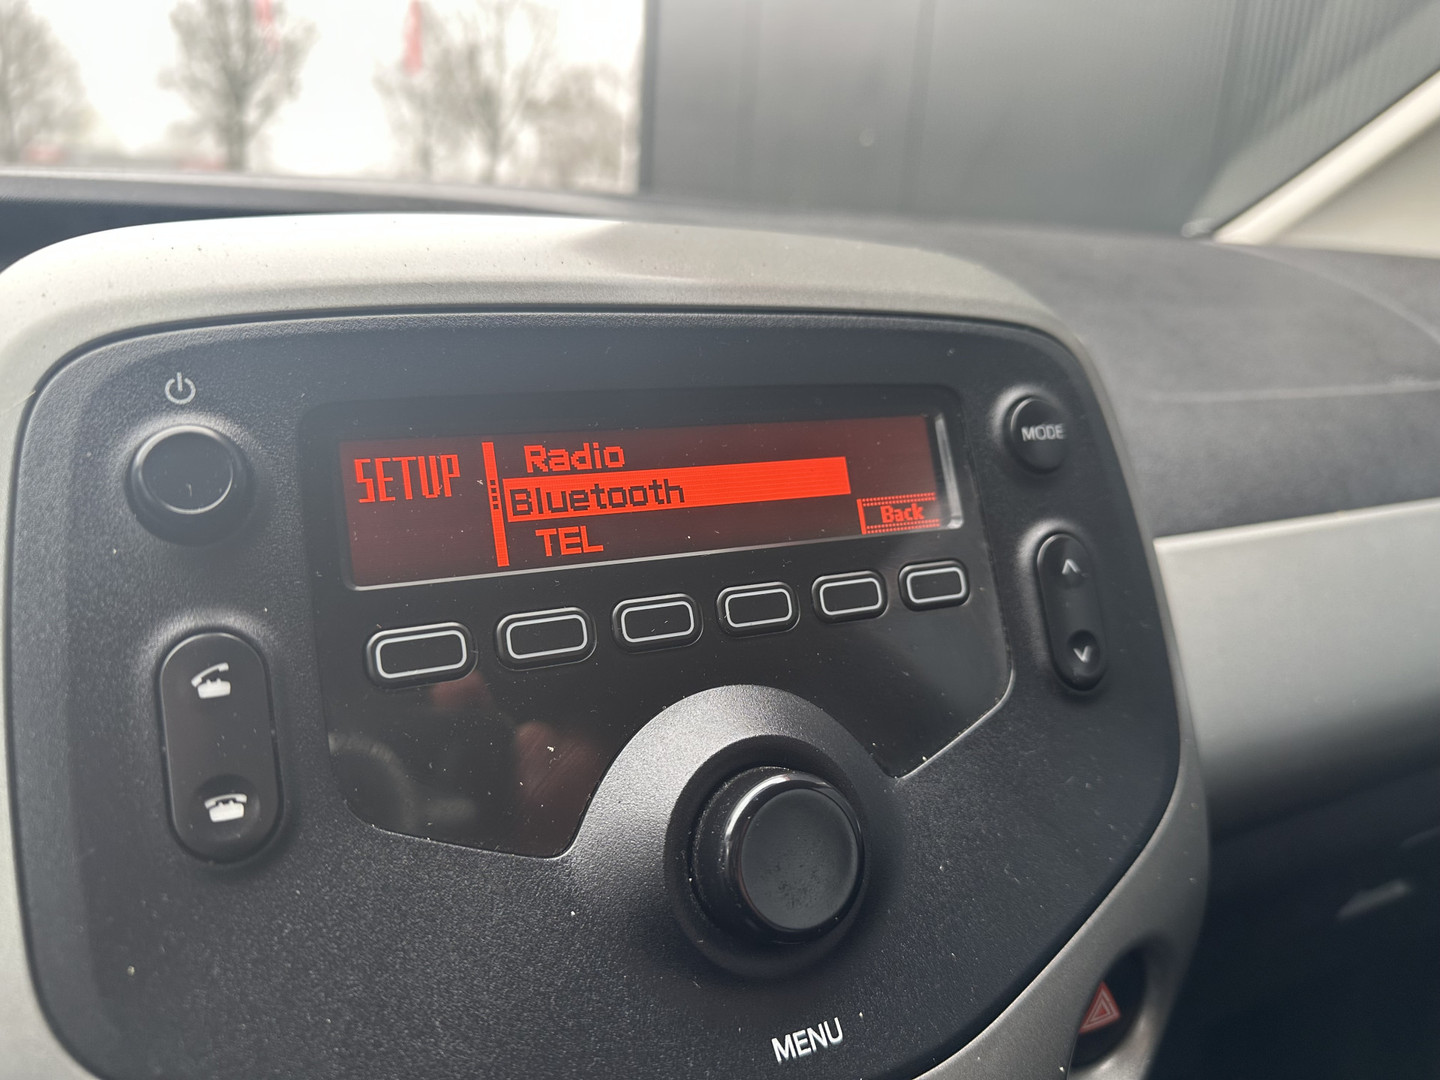 SETUP
Radio
Bluetooth
TEL
Back
MODE
MENU